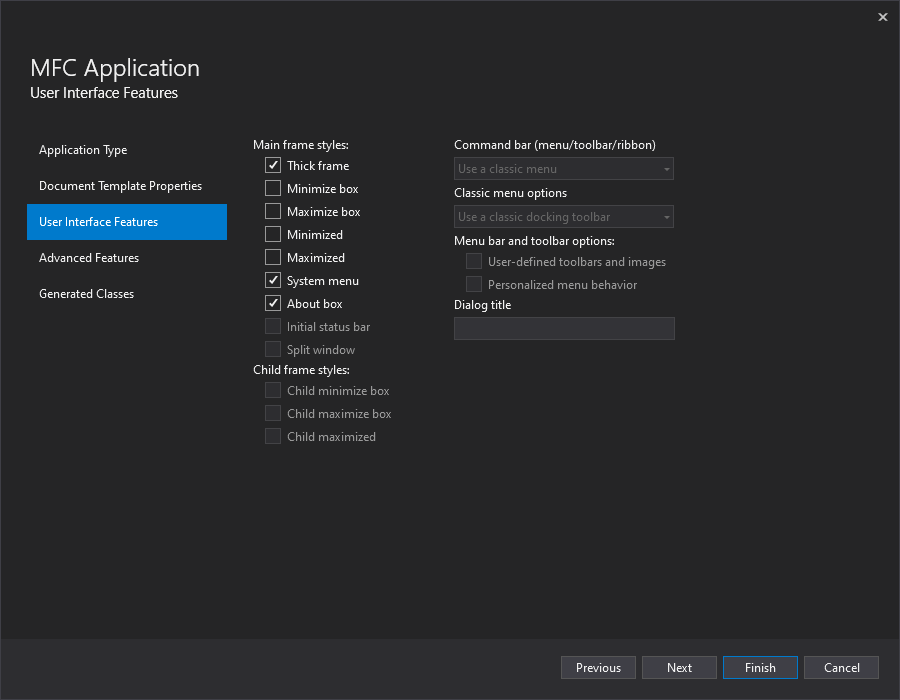 MFC Application
User Interface Features
Application Type
Document Template Properties
User Interface Features
Advanced Features
Generated Classes
Main frame styles:
Thick frame
Minimize box
Maximize box
Minimized
Maximized
System menu
About box
Initial status bar
Split window
Child frame styles:
Child minimize box
Child maximize box
Child maximized
Command bar (menu/toolbar/ribbon)
Use a classic menu
Classic menu options
Use a classic docking toolbar
Menu bar and toolbar options:
User-defined toolbars and images
Personalized menu behavior
Dialog title
Previous
Next
Finish
Cancel